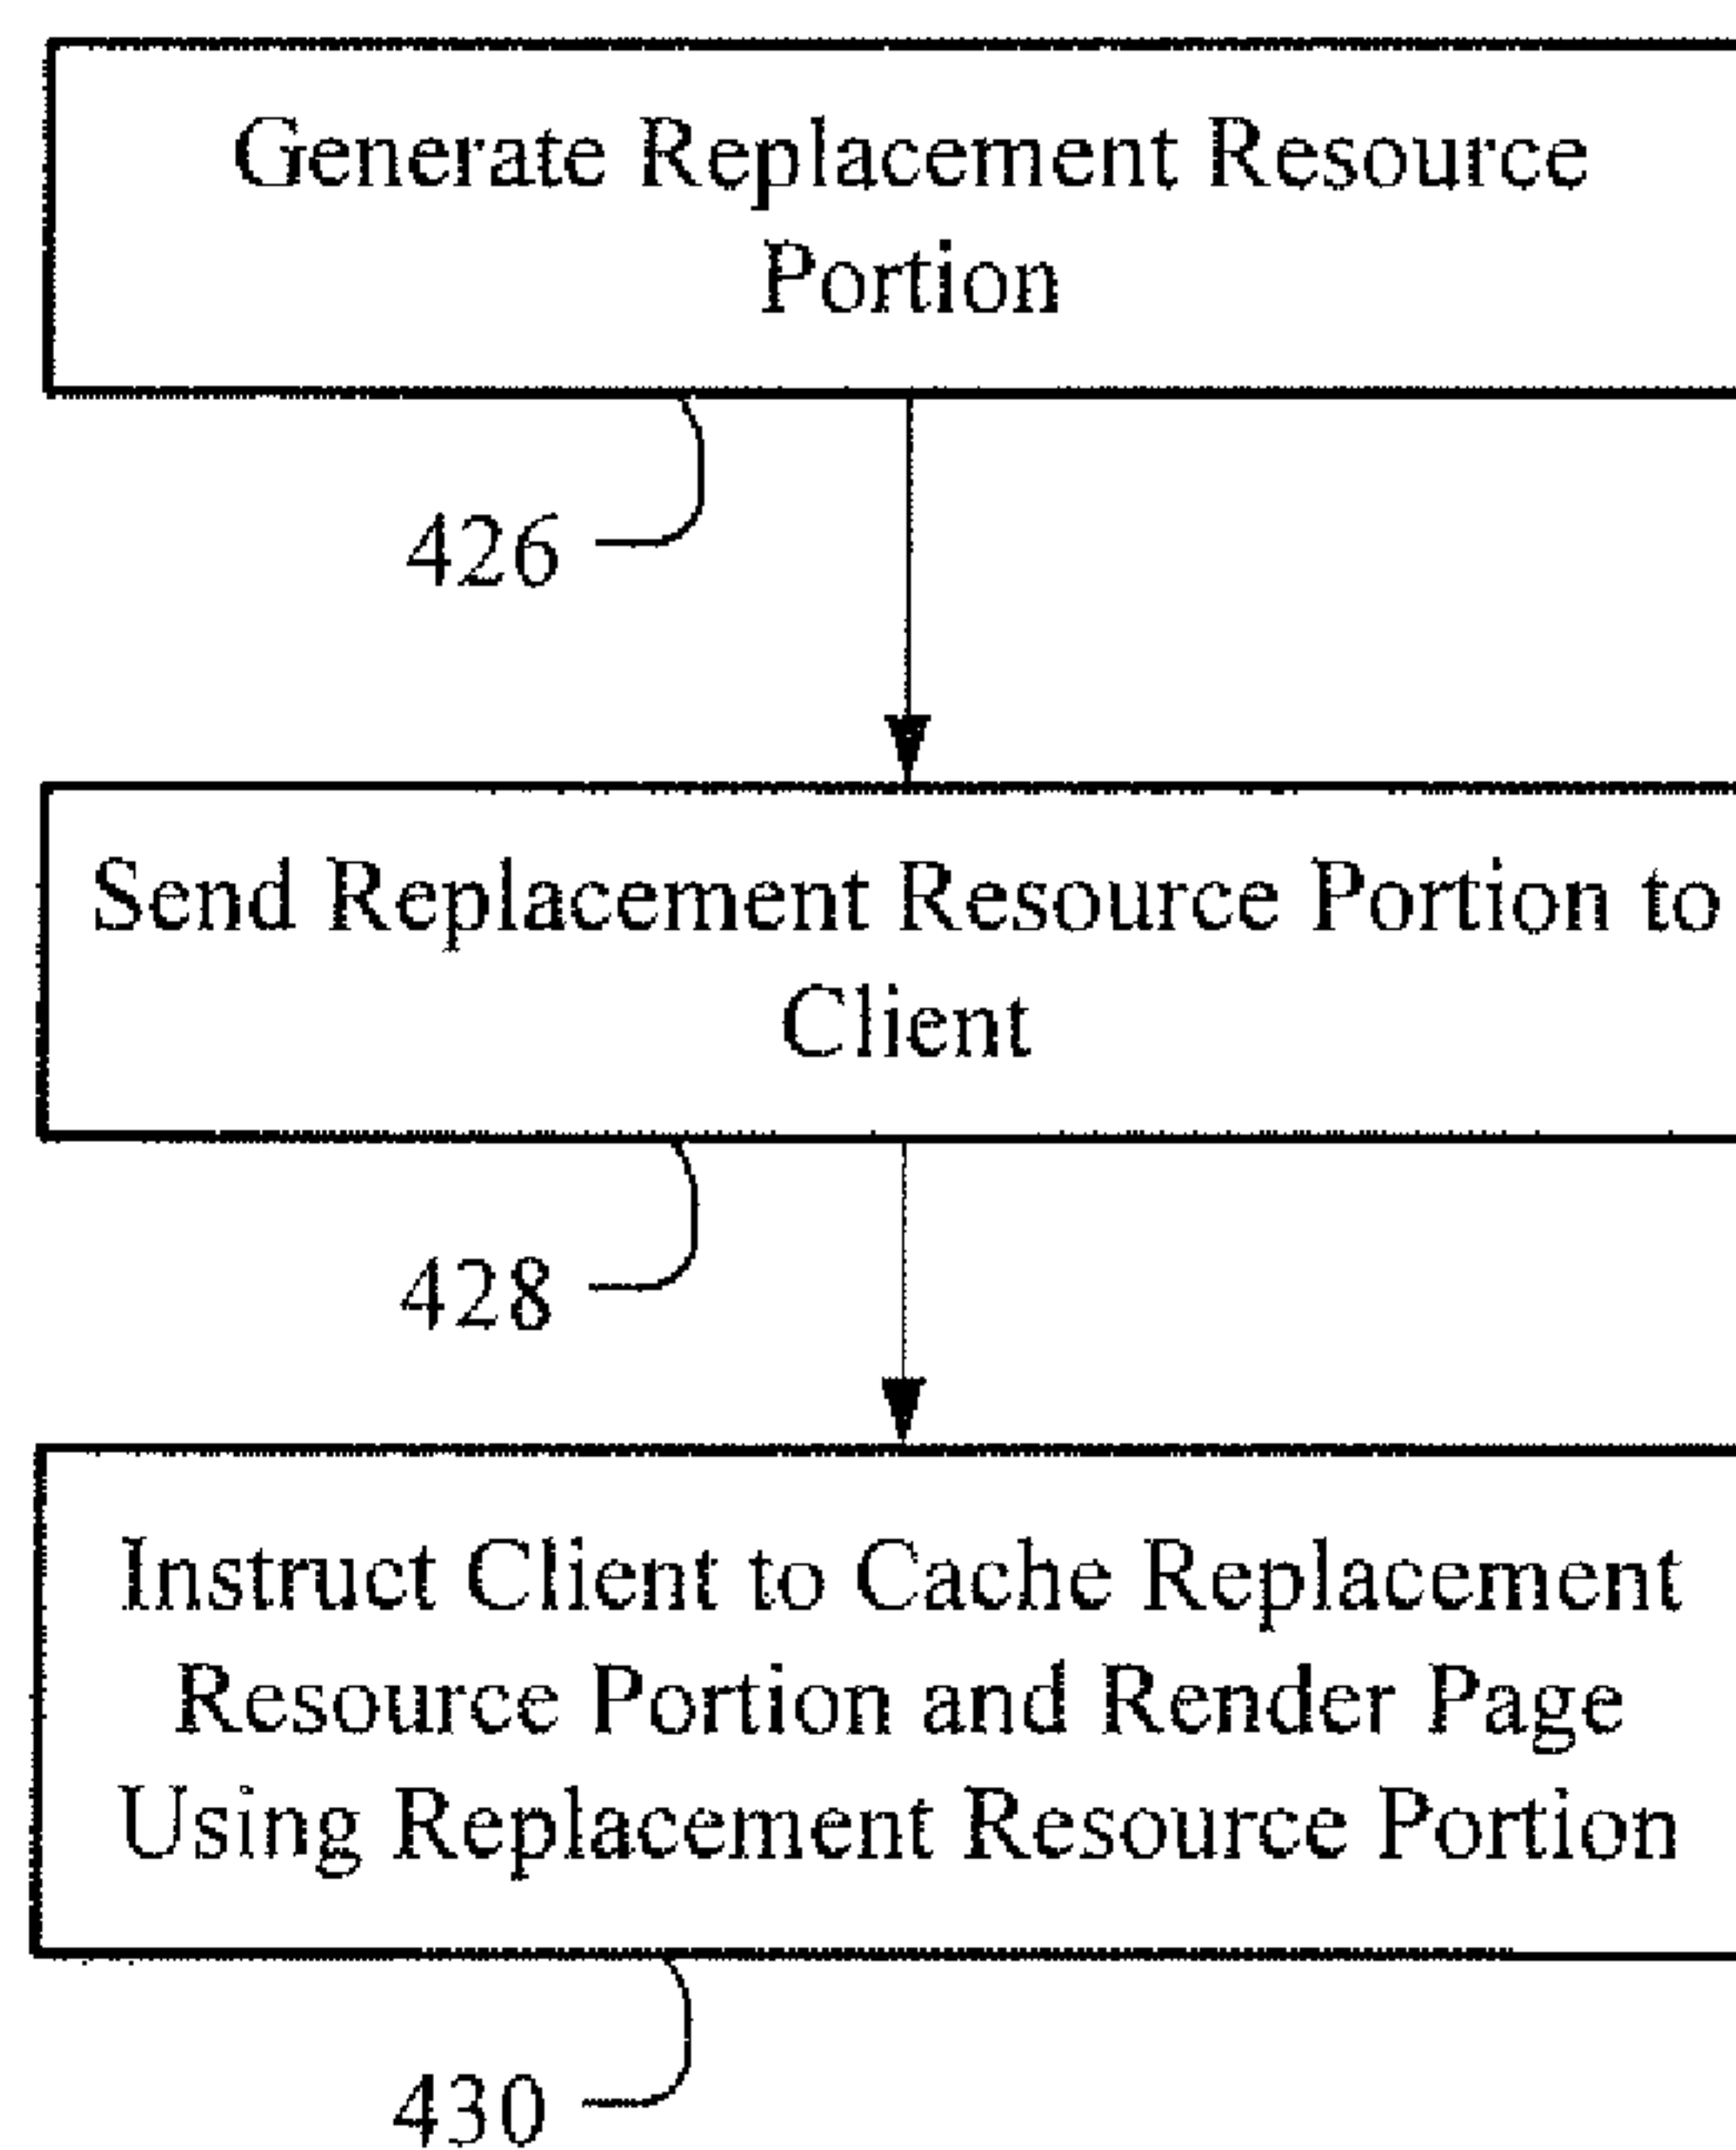 Generate Replacement Resource
Portion
426
Send Replacement Resource Portion to
Client
428
Instruct Client to Cache Replacement
Resource Portion and Render Page
Using Replacement Resource Portion
430